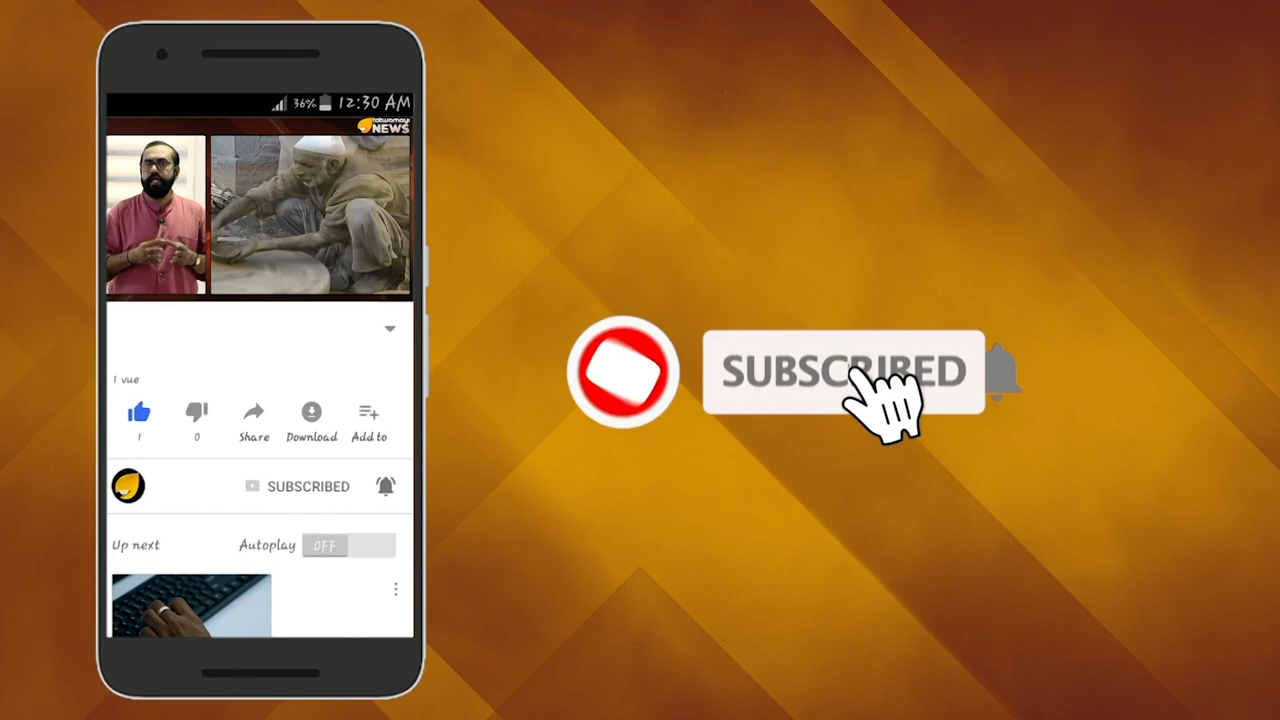 36% 12:30 AM
tatwamayi
NEWS
1 vue
1
0
Share
Download
Add to
SUBSCRIBED
Up next
Autoplay
OFF
SUBSCRIBED